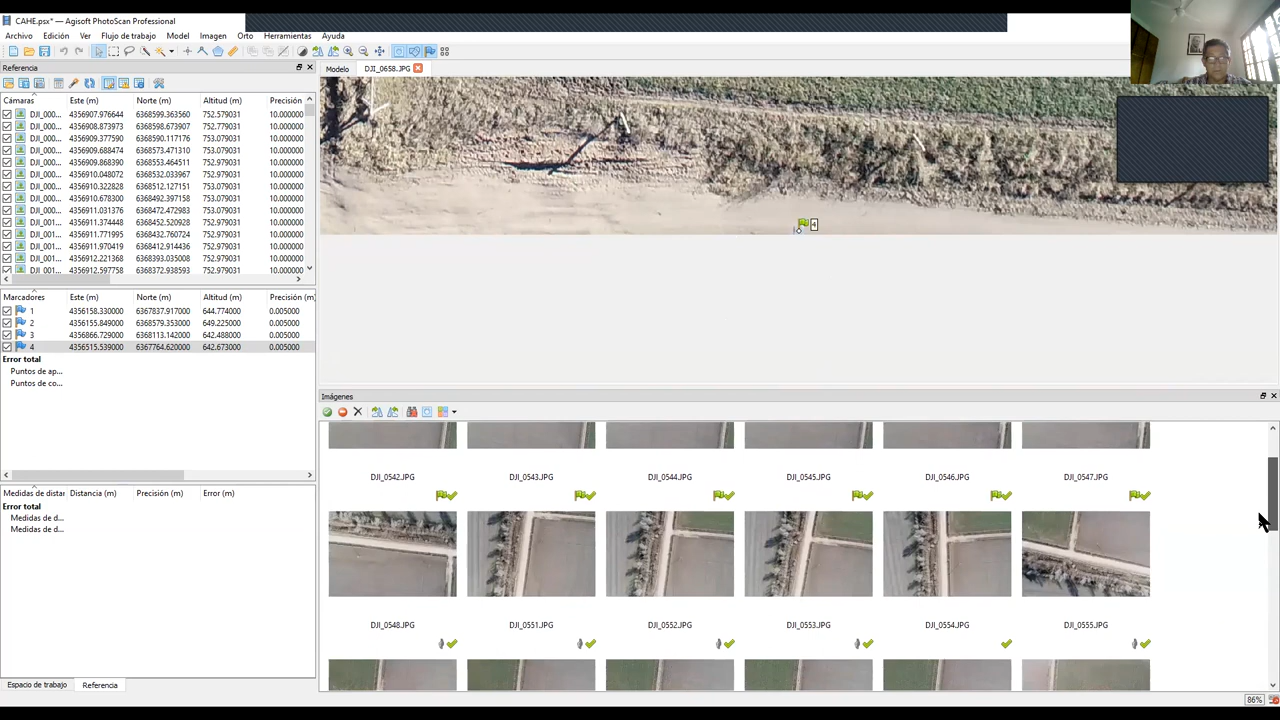 CAHE.psx* — Agisoft PhotoScan Professional
Archivo Edición Ver Flujo de trabajo Model Imagen Orto Herramientas Ayuda
Referencia
Cámaras Este (m) Norte (m) Altitud (m) Precisión
DJI_000... 4356907.976644 6368599.363560 752.579031 10.000000
DJI_000... 4356908.873973 6368598.673907 752.779031 10.000000
DJI_000... 4356909.377590 6368590.117176 753.079031 10.000000
DJI_000... 4356909.688474 6368573.471310 753.079031 10.000000
DJI_000... 4356909.868390 6368553.464511 752.979031 10.000000
DJI_000... 4356910.048072 6368532.033967 752.979031 10.000000
DJI_000... 4356910.322828 6368512.127151 753.079031 10.000000
DJI_000... 4356910.678300 6368492.397158 752.979031 10.000000
DJI_000... 4356911.031376 6368472.472983 752.979031 10.000000
DJI_001... 4356911.374448 6368452.520928 752.979031 10.000000
DJI_001... 4356911.771995 6368432.760724 752.979031 10.000000
DJI_001... 4356911.970419 6368412.914436 752.979031 10.000000
DJI_001... 4356912.221368 6368393.035008 752.979031 10.000000
DJI_001... 4356912.597758 6368372.938593 752.979031 10.000000
Marcadores Este (m) Norte (m) Altitud (m) Precisión (m)
1 4356158.330000 6367837.917000 644.774000 0.005000
2 4356155.849000 6368579.353000 649.225000 0.005000
3 4356866.729000 6368113.142000 642.488000 0.005000
4 4356515.539000 6367764.620000 642.673000 0.005000
Error total
Puntos de ap...
Puntos de co...
Medidas de distar Distancia (m) Precisión (m) Error (m)
Error total
Medidas de d...
Medidas de d...
Espacio de trabajo Referencia
Modelo DJI_0658.JPG
4
Imágenes
DJI_0542.JPG DJI_0543.JPG DJI_0544.JPG DJI_0545.JPG DJI_0546.JPG DJI_0547.JPG
DJI_0548.JPG DJI_0551.JPG DJI_0552.JPG DJI_0553.JPG DJI_0554.JPG DJI_0555.JPG
86%